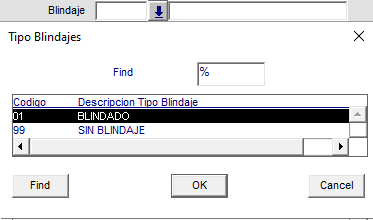 Blindaje
Tipo Blindajes
Find %
Codigo Descripcion Tipo Blindaje
01 BLINDADO
99 SIN BLINDAJE
Find OK Cancel